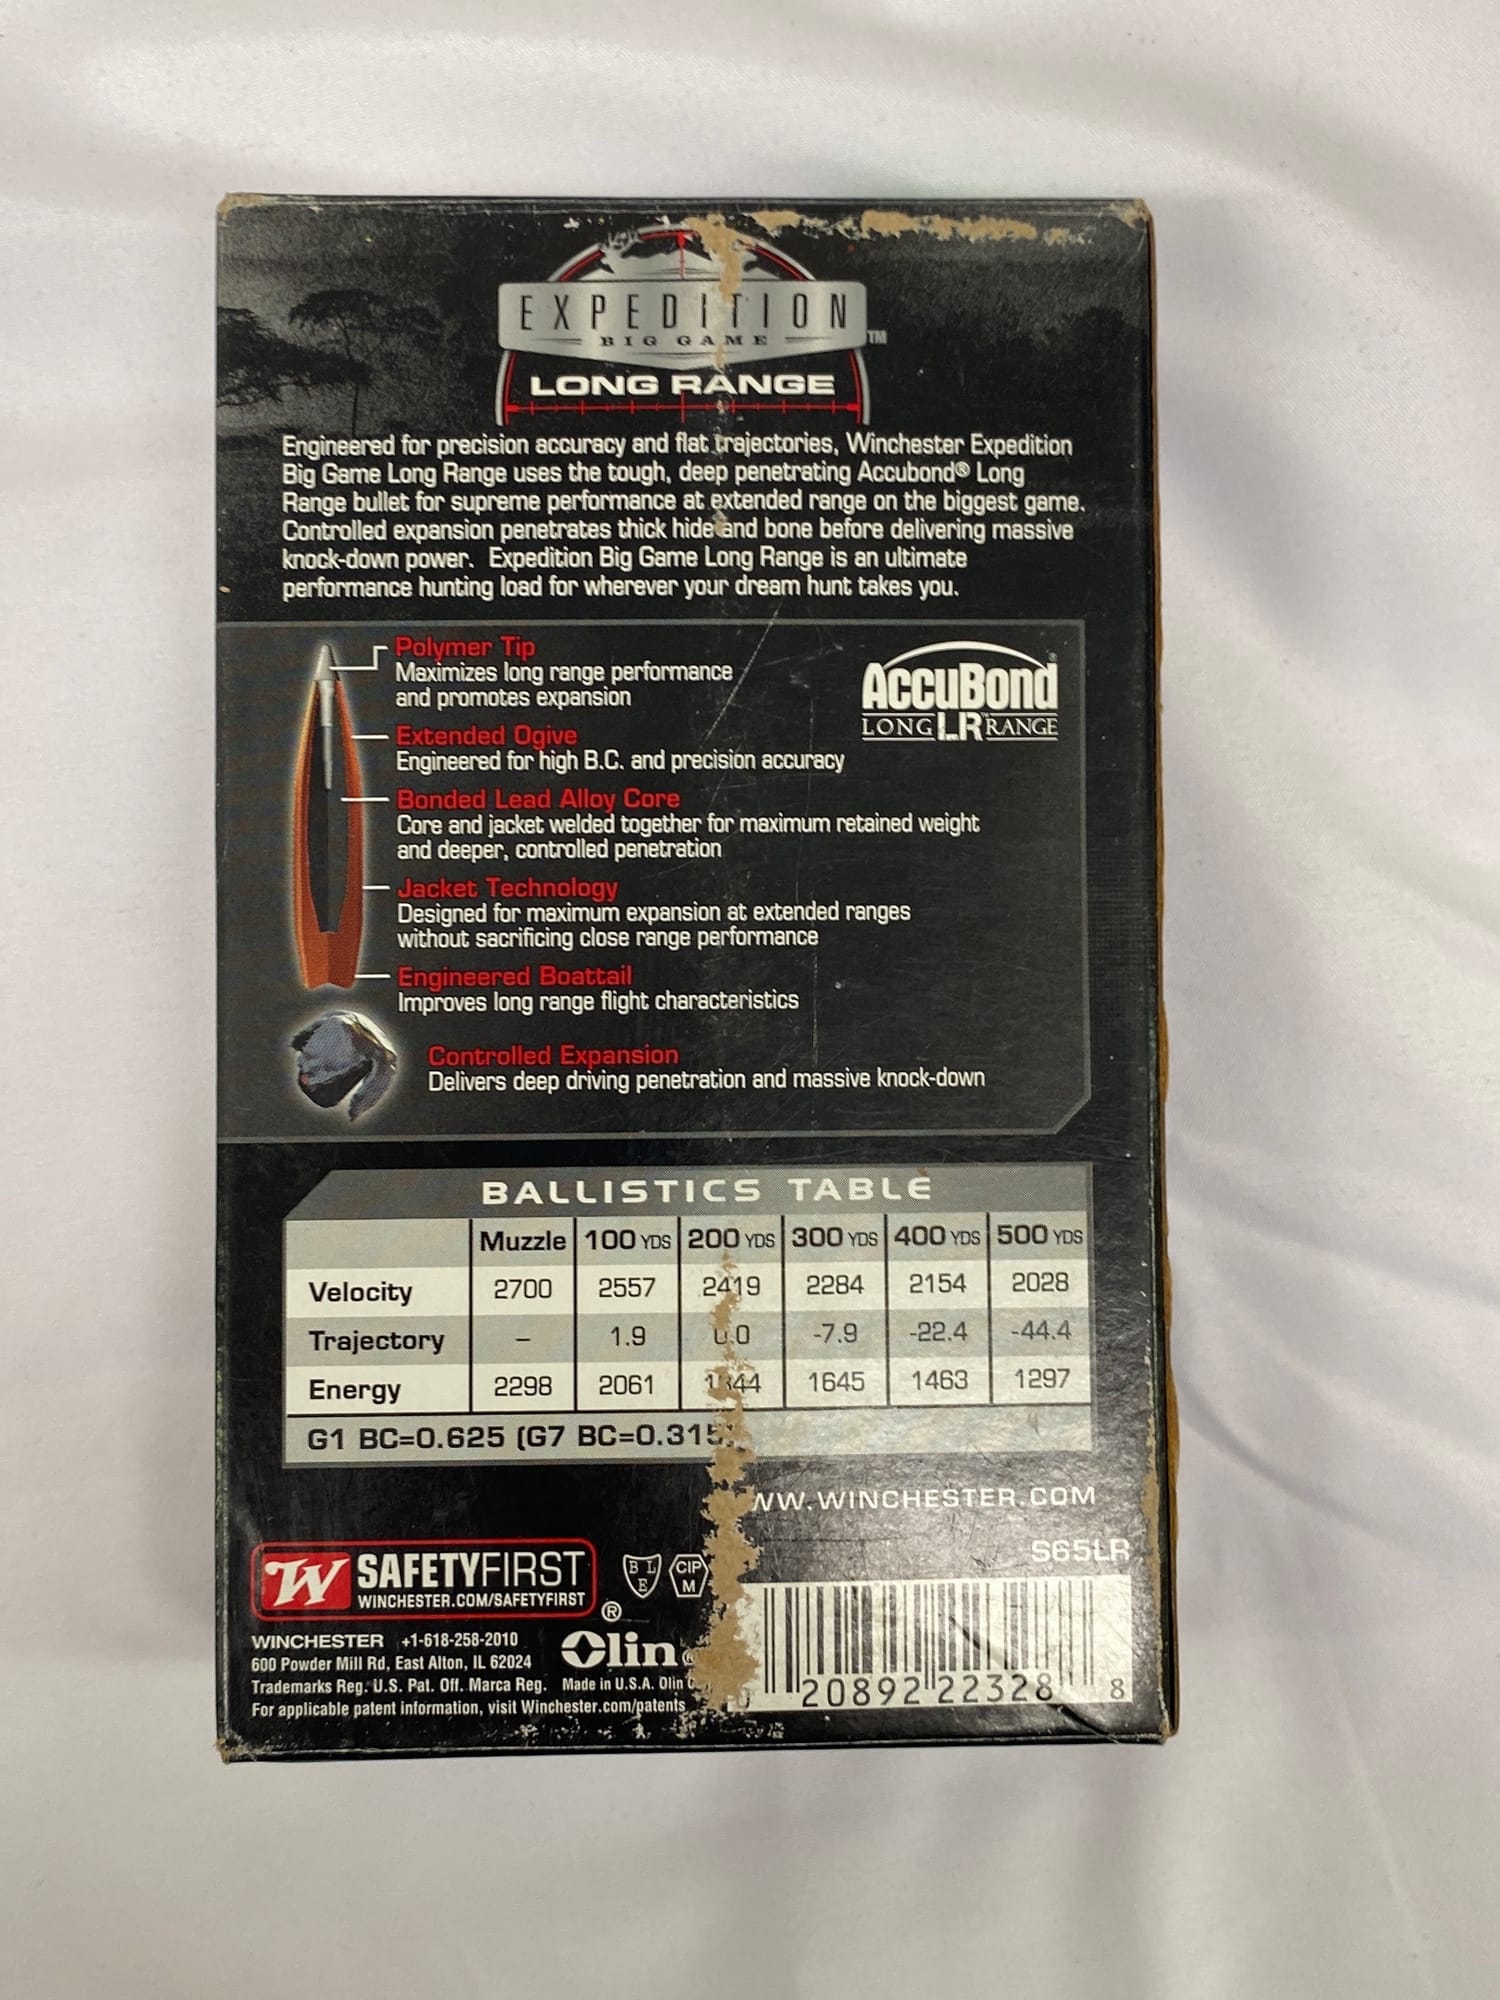 EXPEDITION
BIG GAME
TM
LONG RANGE
Engineered for precision accuracy and flat trajectories, Winchester Expedition
Big Game Long Range uses the tough, deep penetrating Accubond® Long
Range bullet for supreme performance at extended range on the biggest game.
Controlled expansion penetrates thick hide and bone before delivering massive
knock-down power. Expedition Big Game Long Range is an ultimate
performance hunting load for wherever your dream hunt takes you.
Polymer Tip
Maximizes long range performance
and promotes expansion
AccuBond®
LONG LR™ RANGE
Extended Ogive
Engineered for high B.C. and precision accuracy
Bonded Lead Alloy Core
Core and jacket welded together for maximum retained weight
and deeper, controlled penetration
Jacket Technology
Designed for maximum expansion at extended ranges
without sacrificing close range performance
Engineered Boattail
Improves long range flight characteristics
Controlled Expansion
Delivers deep driving penetration and massive knock-down
BALLISTICS TABLE
Muzzle 100 YDS 200 YDS 300 YDS 400 YDS 500 YDS
Velocity 2700 2557 2419 2284 2154 2028
Trajectory – 1.9 0.0 -7.9 -22.4 -44.4
Energy 2298 2061 1844 1645 1463 1297
G1 BC=0.625 (G7 BC=0.315)
WW.WINCHESTER.COM
S65LR
W SAFETYFIRST
WINCHESTER.COM/SAFETYFIRST
®
B L E
CIP M
WINCHESTER +1-618-258-2010
600 Powder Mill Rd, East Alton, IL 62024
Olin
Trademarks Reg. U.S. Pat. Off. Marca Reg. Made in U.S.A. Olin
For applicable patent information, visit Winchester.com/patents
20892 22328 8